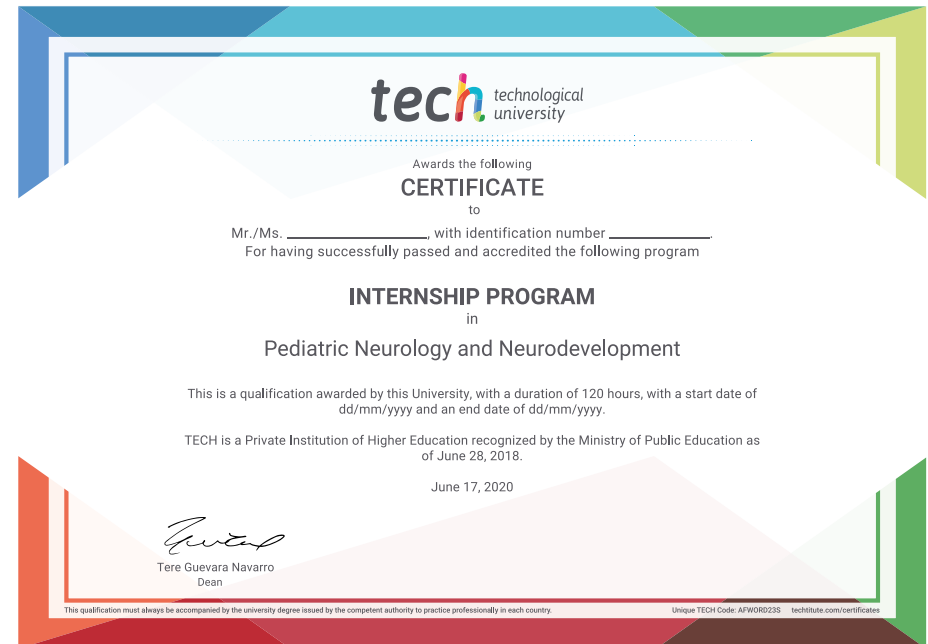 tech technological
university
Awards the following
CERTIFICATE
to
Mr./Ms. ____________________, with identification number ______________.
For having successfully passed and accredited the following program
INTERNSHIP PROGRAM
in
Pediatric Neurology and Neurodevelopment
This is a qualification awarded by this University, with a duration of 120 hours, with a start date of
dd/mm/yyyy and an end date of dd/mm/yyyy.
TECH is a Private Institution of Higher Education recognized by the Ministry of Public Education as
of June 28, 2018.
June 17, 2020
Tere Guevara Navarro
Dean
This qualification must always be accompanied by the university degree issued by the competent authority to practice professionally in each country.
Unique TECH Code: AFWORD23S techtitute.com/certificates